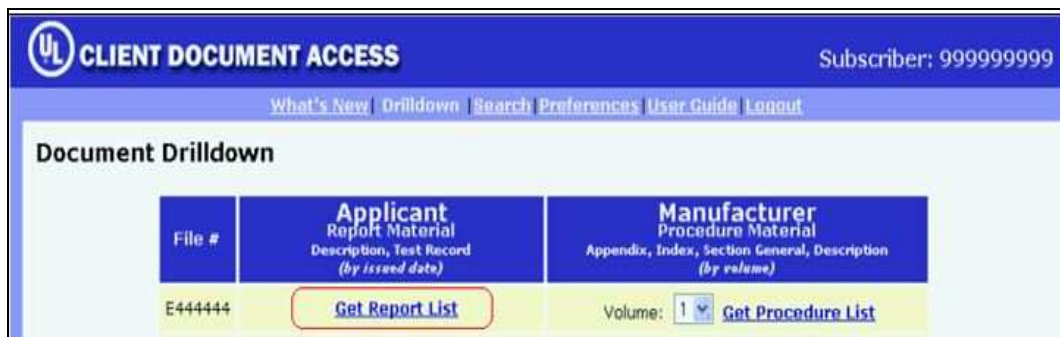 UL CLIENT DOCUMENT ACCESS Subscriber: 999999999
What's New| Drilldown |Search|Preferences|User Guide|Logout
Document Drilldown
File #
Applicant
Report Material
Description, Test Record
(by issued date)
Manufacturer
Procedure Material
Appendix, Index, Section General, Description
(by volume)
E444444 Get Report List Volume: 1 Get Procedure List